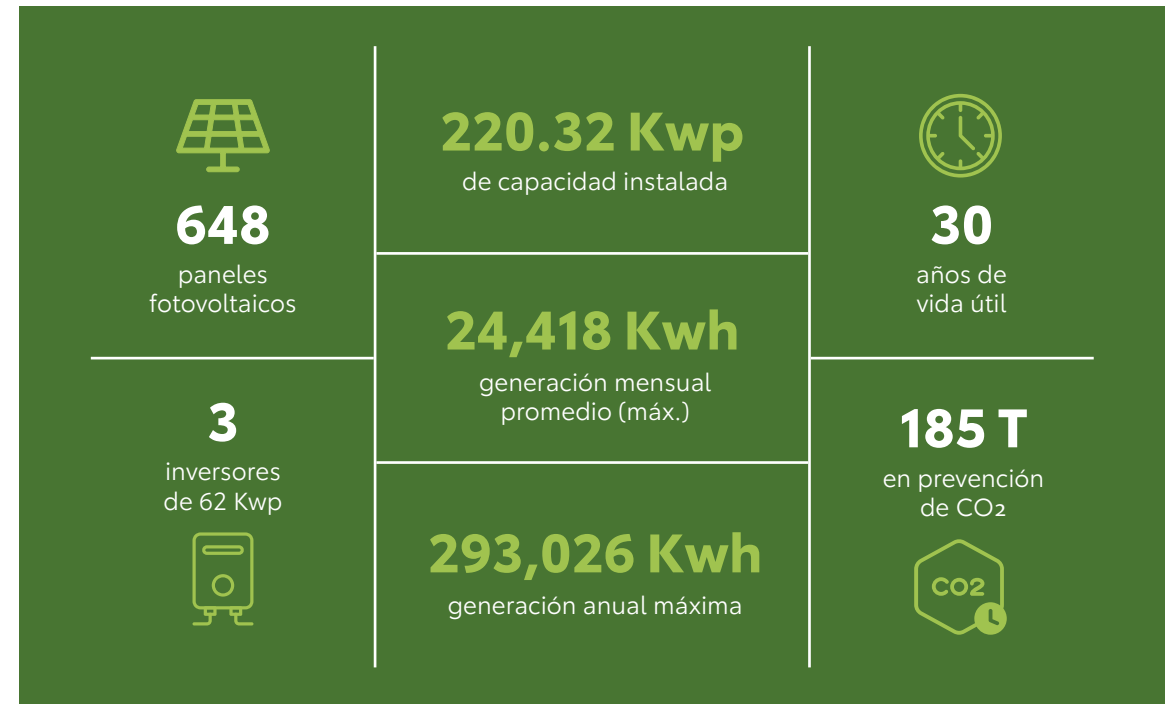 648
paneles
fotovoltaicos
3
inversores
de 62 Kwp
220.32 Kwp
de capacidad instalada
24,418 Kwh
generación mensual
promedio (máx.)
293,026 Kwh
generación anual máxima
30
años de
vida útil
185 T
en prevención
de CO2
CO2